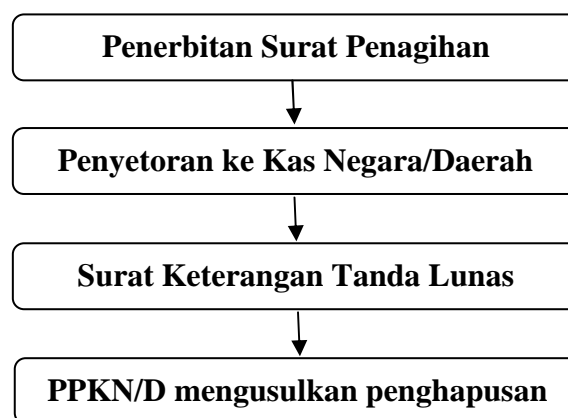 Penerbitan Surat Penagihan
Penyetoran ke Kas Negara/Daerah
Surat Keterangan Tanda Lunas
PPKN/D mengusulkan penghapusan